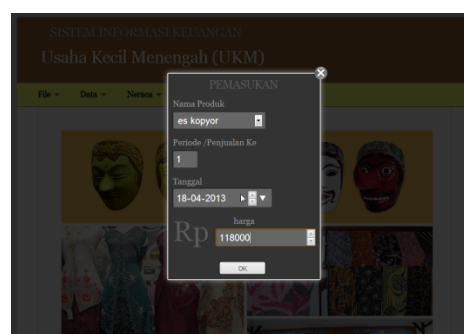 SISTEM INFORMASI KEUANGAN
Usaha Kecil Menengah (UKM)
File
Data
Neraca
PEMASUKAN
Nama Produk
es kopyor
Periode /Penjualan Ke
1
Tanggal
18-04-2013
harga
Rp
118000
OK